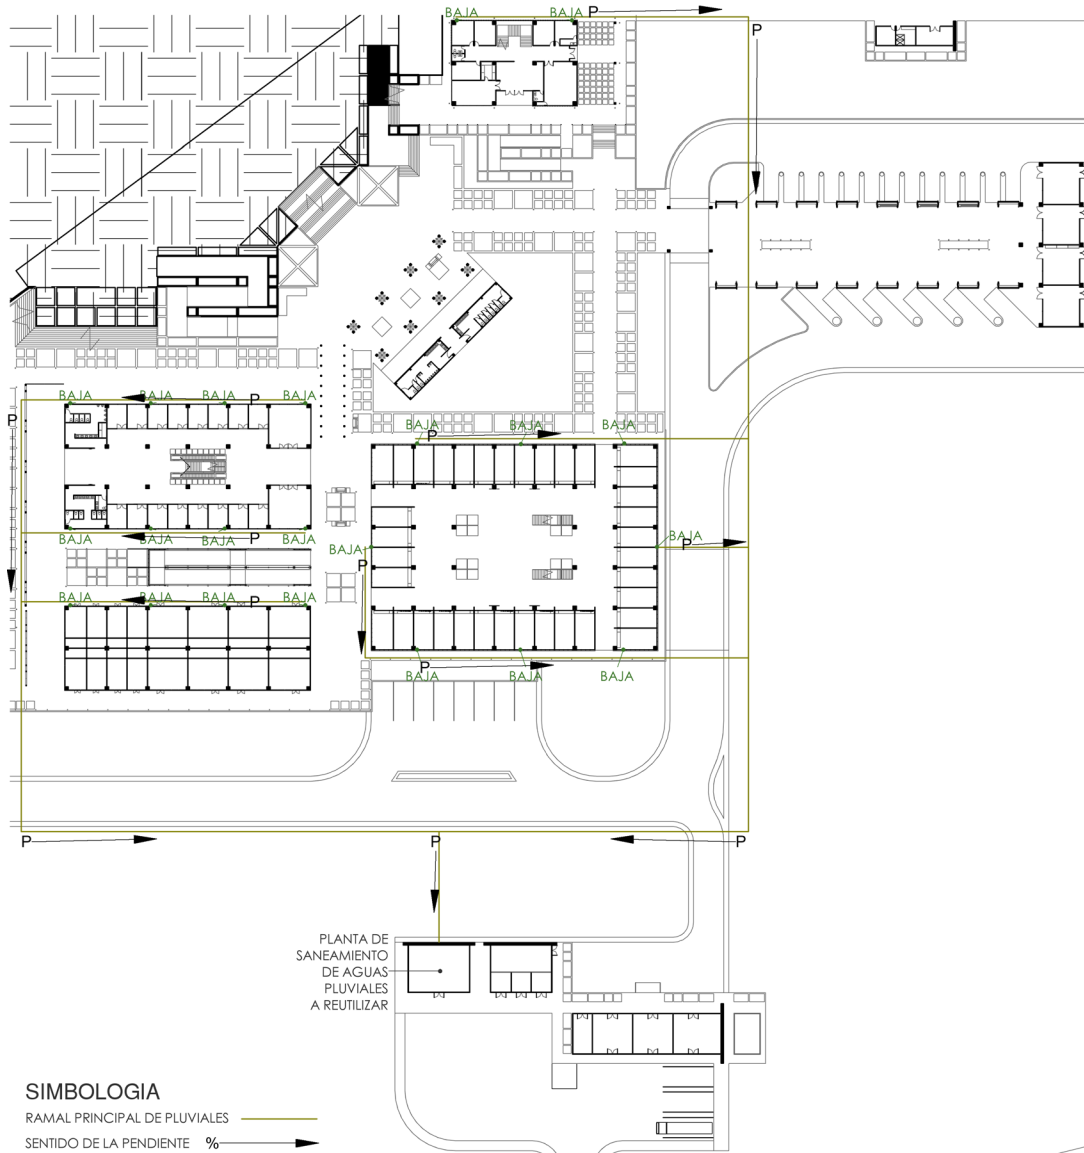 BAJA BAJA P
P
BAJA BAJA BAJA P BAJA
P
BAJA BAJA BAJA
P
BAJA BAJA BAJA P BAJA
BAJA
P
BAJA
P
BAJA BAJA BAJA P BAJA
P
BAJA BAJA BAJA
P P P
PLANTA DE
SANEAMIENTO
DE AGUAS
PLUVIALES
A REUTILIZAR
SIMBOLOGIA
RAMAL PRINCIPAL DE PLUVIALES
SENTIDO DE LA PENDIENTE %